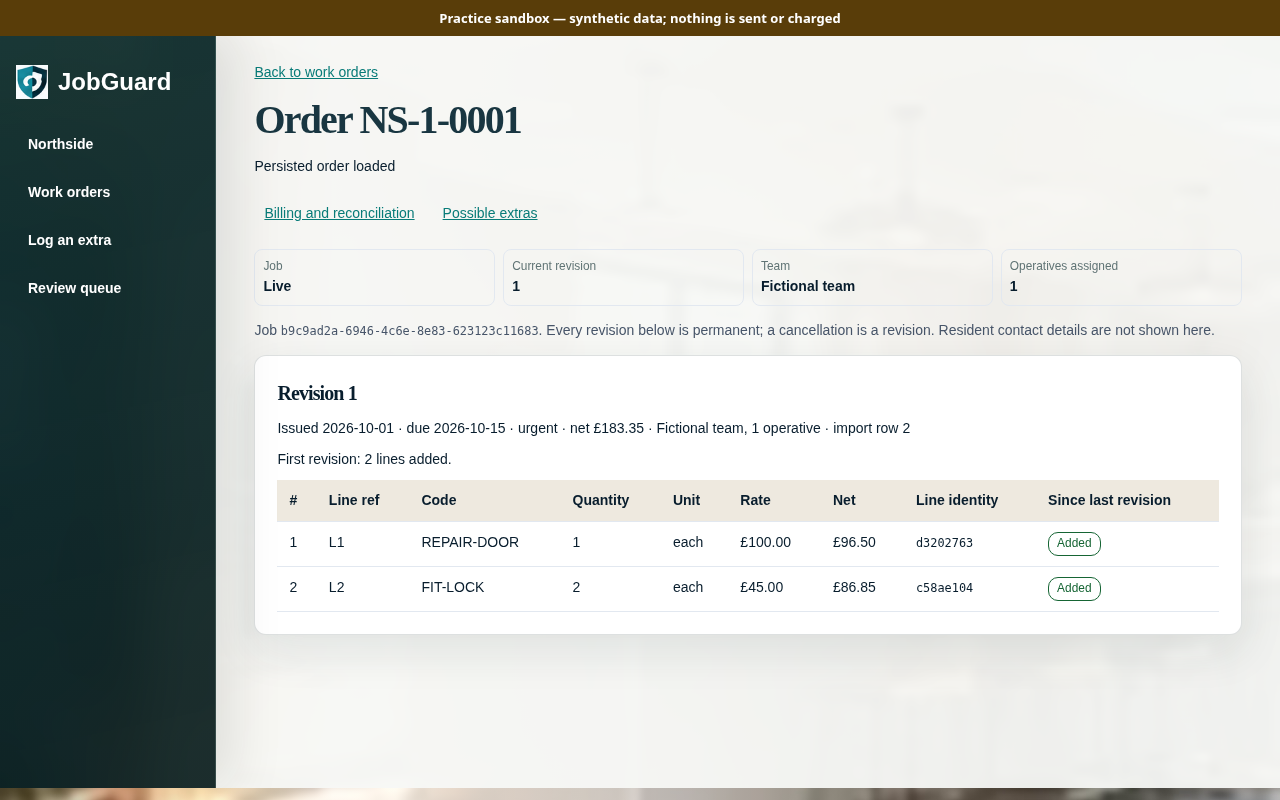 Practice sandbox — synthetic data; nothing is sent or charged
JobGuard
Northside
Work orders
Log an extra
Review queue
Back to work orders
Order NS-1-0001
Persisted order loaded
Billing and reconciliation Possible extras
Job Current revision Team Operatives assigned
Live 1 Fictional team 1
Job b9c9ad2a-6946-4c6e-8e83-623123c11683. Every revision below is permanent; a cancellation is a revision. Resident contact details are not shown here.
Revision 1
Issued 2026-10-01 · due 2026-10-15 · urgent · net £183.35 · Fictional team, 1 operative · import row 2
First revision: 2 lines added.
# Line ref Code Quantity Unit Rate Net Line identity Since last revision
1 L1 REPAIR-DOOR 1 each £100.00 £96.50 d3202763 Added
2 L2 FIT-LOCK 2 each £45.00 £86.85 c58ae104 Added